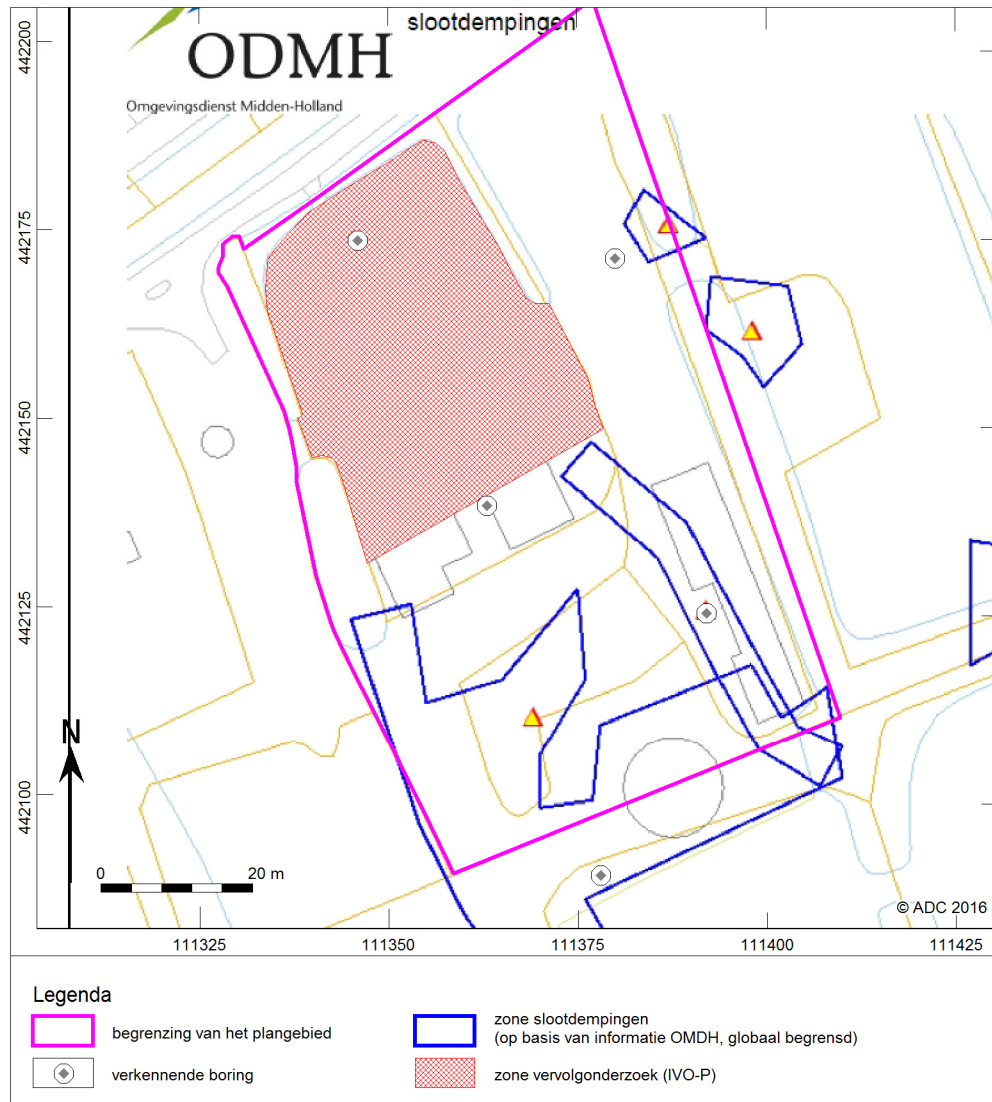 slootdempingen
ODMH
Omgevingsdienst Midden-Holland
442200
442175
442150
442125
442100
N
0 20 m
© ADC 2016
111325 111350 111375 111400 111425
Legenda
begrenzing van het plangebied
zone slootdempingen
(op basis van informatie OMDH, globaal begrensd)
verkennende boring
zone vervolgonderzoek (IVO-P)